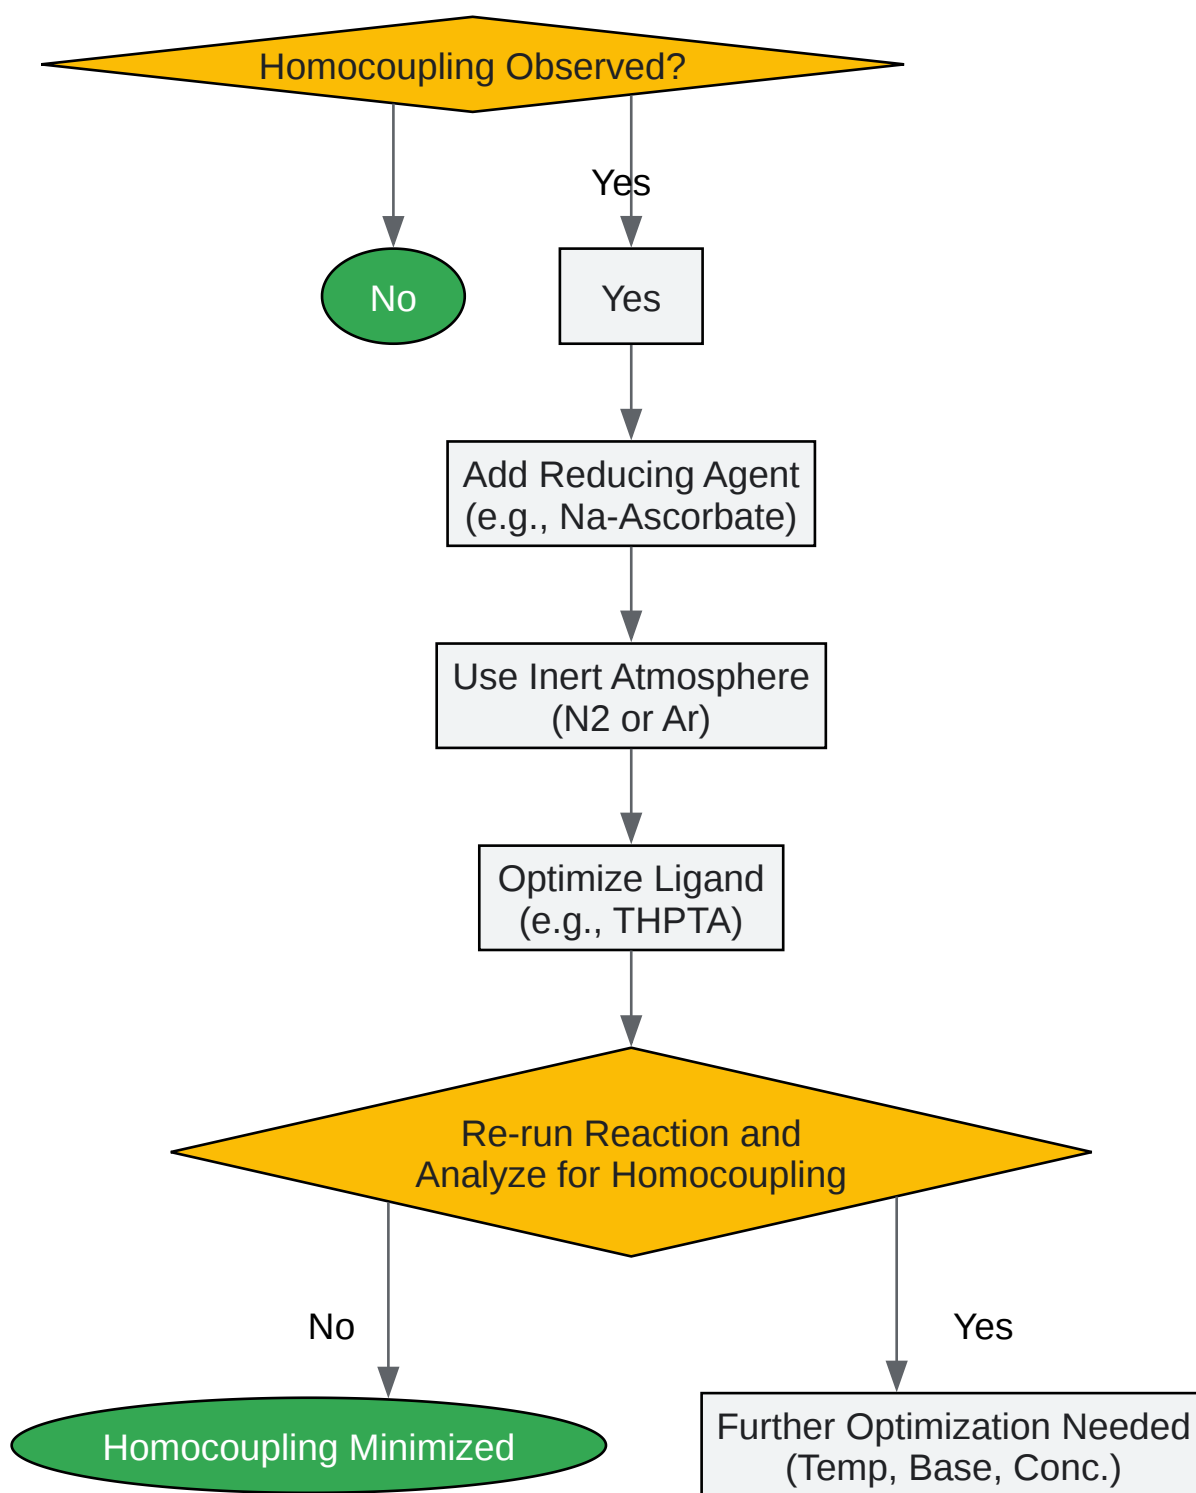 Homocoupling Observed?
Yes
No
Yes
Add Reducing Agent
(e.g., Na-Ascorbate)
Use Inert Atmosphere
(N2 or Ar)
Optimize Ligand
(e.g., THPTA)
Re-run Reaction and
Analyze for Homocoupling
No
Yes
Homocoupling Minimized
Further Optimization Needed
(Temp, Base, Conc.)